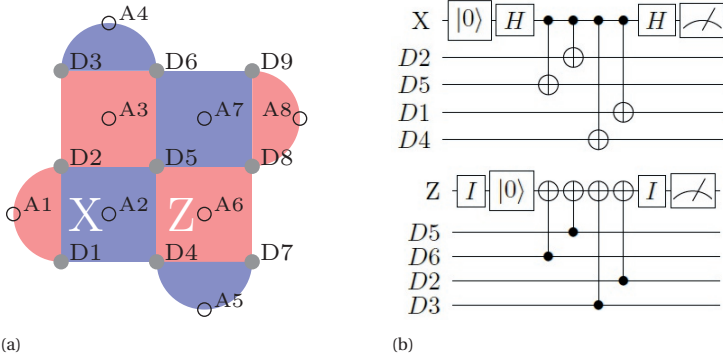 A4
D3 D6 D9
A3 A7 A8
D2 D5 D8
A1 X A2 Z A6
D1 D4 D7
A5
(a)
X |0⟩ H H
D2
D5
D1
D4
Z I |0⟩ I
D5
D6
D2
D3
(b)